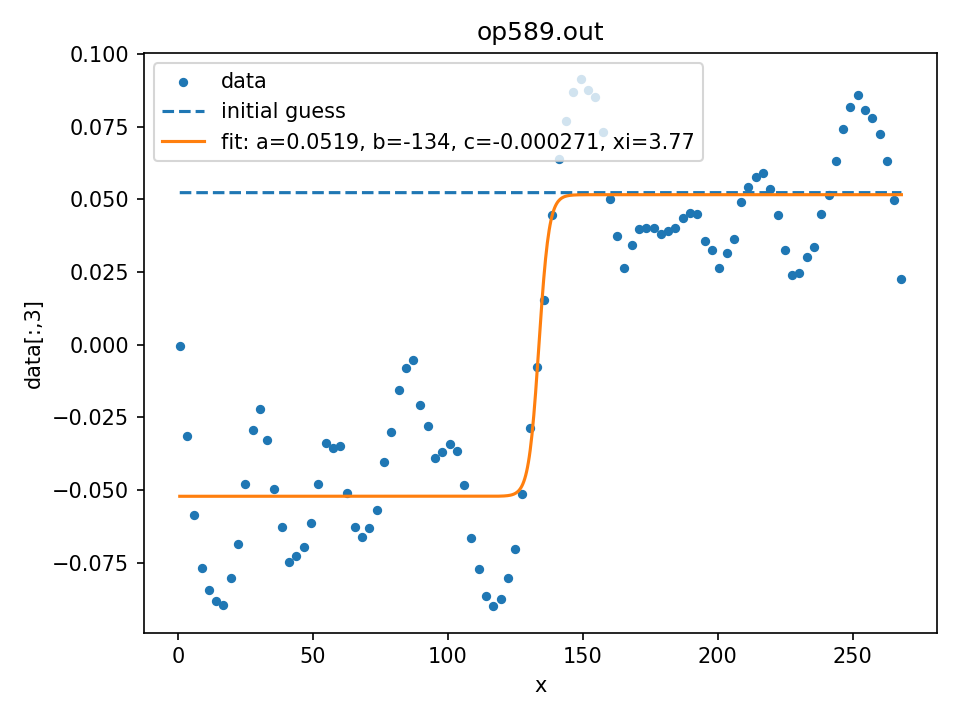 op589.out
data
initial guess
fit: a=0.0519, b=-134, c=-0.000271, xi=3.77
0.100
0.075
0.050
0.025
0.000
−0.025
−0.050
−0.075
data[:,3]
0 50 100 150 200 250
x